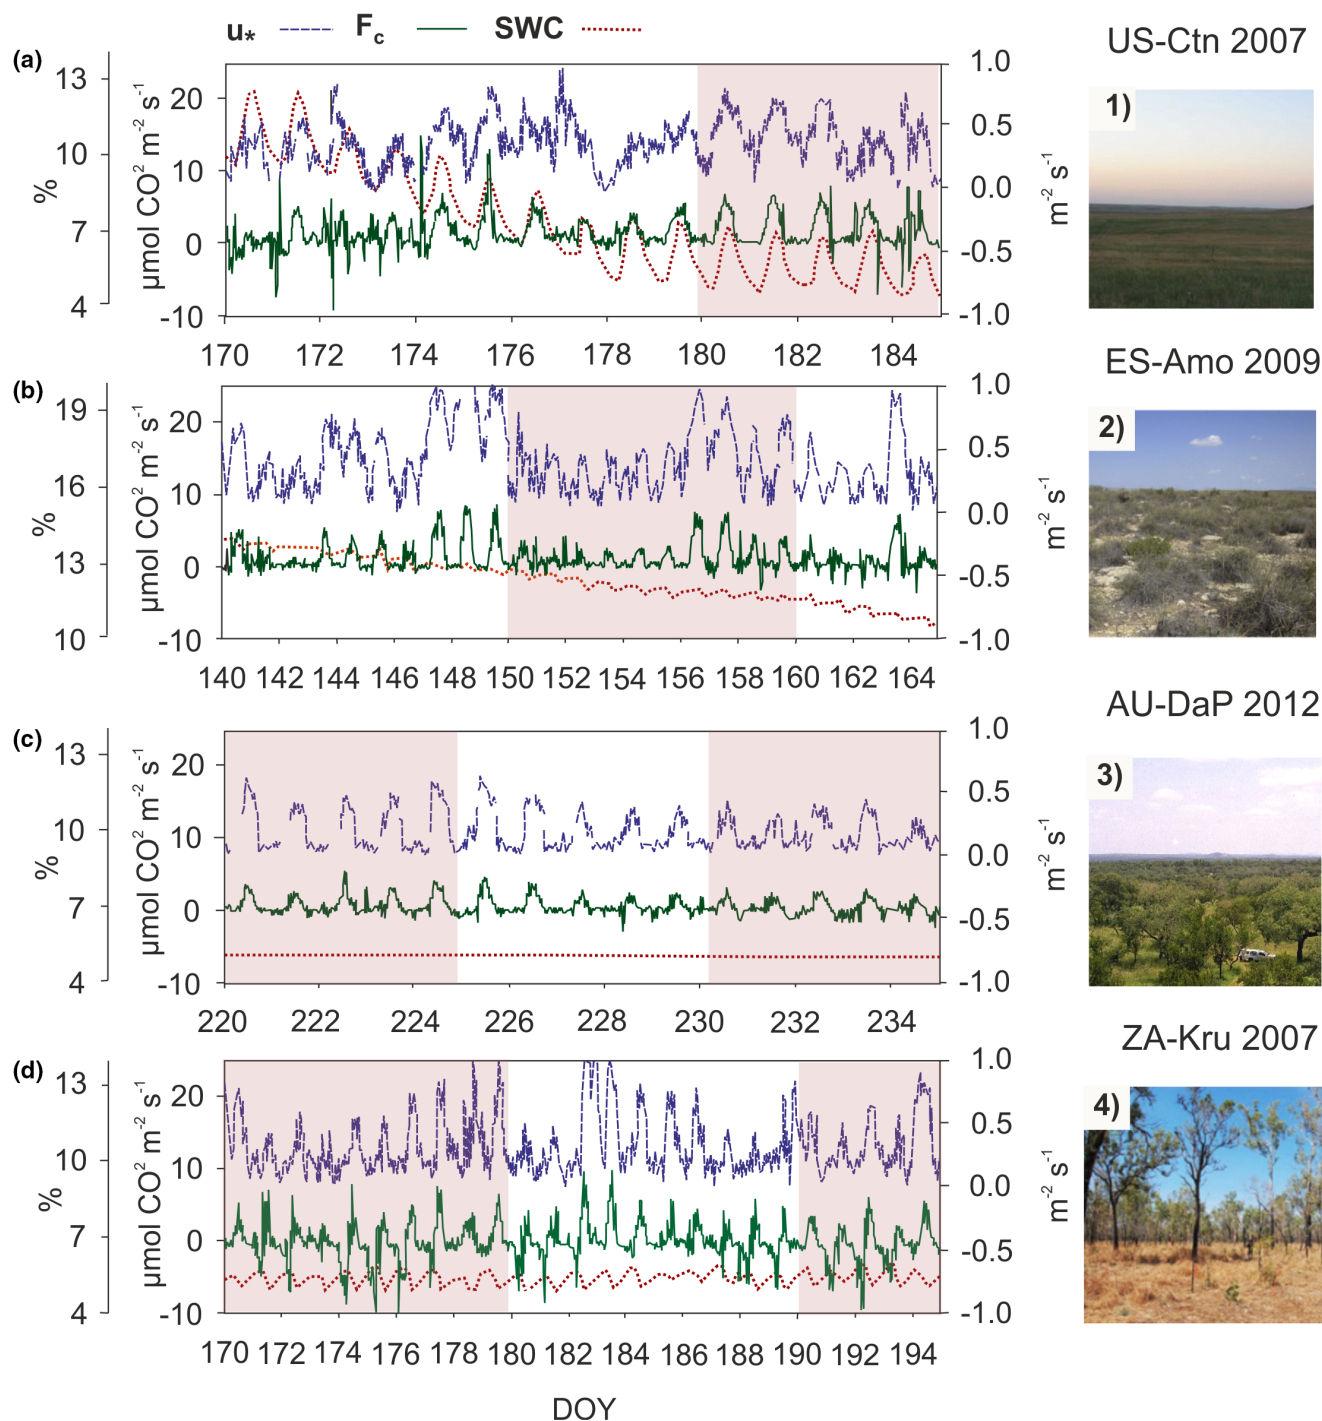 u* Fc SWC
(a)
US-Ctn 2007
%
13
10
7
4
µmol CO² m⁻² s⁻¹
20
10
0
-10
1.0
0.5
0.0
-0.5
-1.0
m⁻² s⁻¹
170 172 174 176 178 180 182 184
1)
(b)
ES-Amo 2009
%
19
16
13
10
µmol CO² m⁻² s⁻¹
20
10
0
-10
1.0
0.5
0.0
-0.5
-1.0
m⁻² s⁻¹
140 142 144 146 148 150 152 154 156 158 160 162 164
2)
(c)
AU-DaP 2012
%
13
10
7
4
µmol CO² m⁻² s⁻¹
20
10
0
-10
1.0
0.5
0.0
-0.5
-1.0
m⁻² s⁻¹
220 222 224 226 228 230 232 234
3)
(d)
ZA-Kru 2007
%
13
10
7
4
µmol CO² m⁻² s⁻¹
20
10
0
-10
1.0
0.5
0.0
-0.5
-1.0
m⁻² s⁻¹
170 172 174 176 178 180 182 184 186 188 190 192 194
4)
DOY